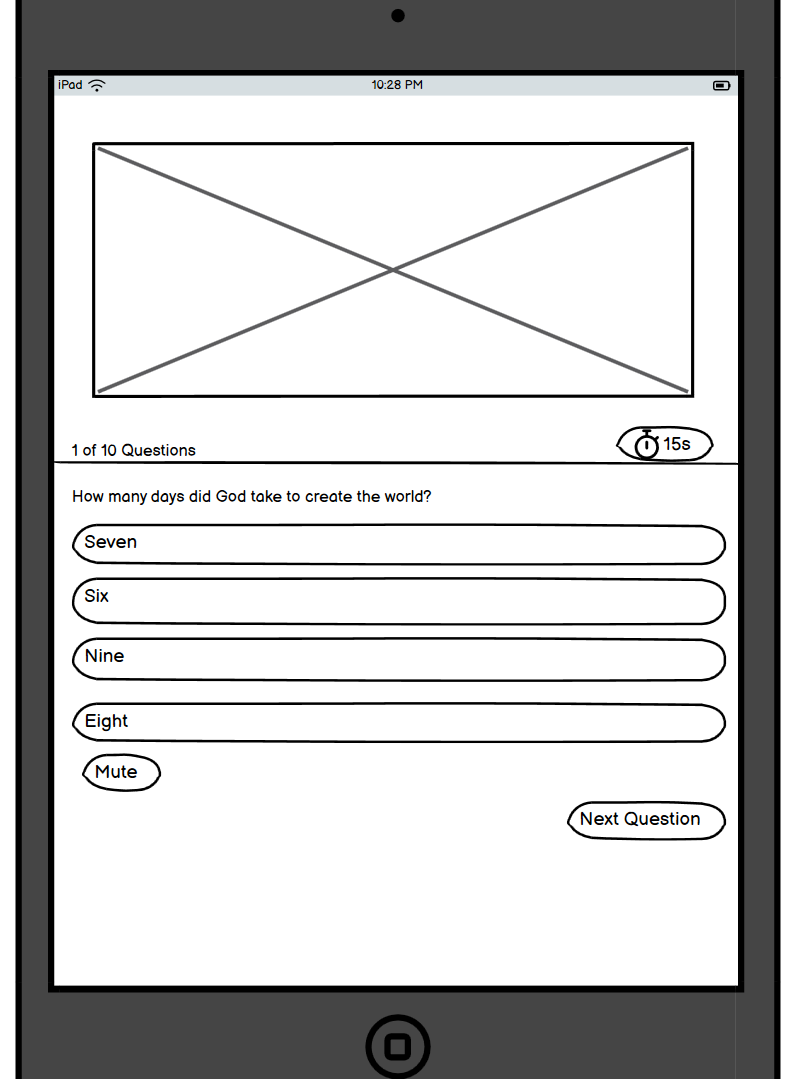 iPad 10:28 PM
1 of 10 Questions
15s
How many days did God take to create the world?
Seven
Six
Nine
Eight
Mute
Next Question